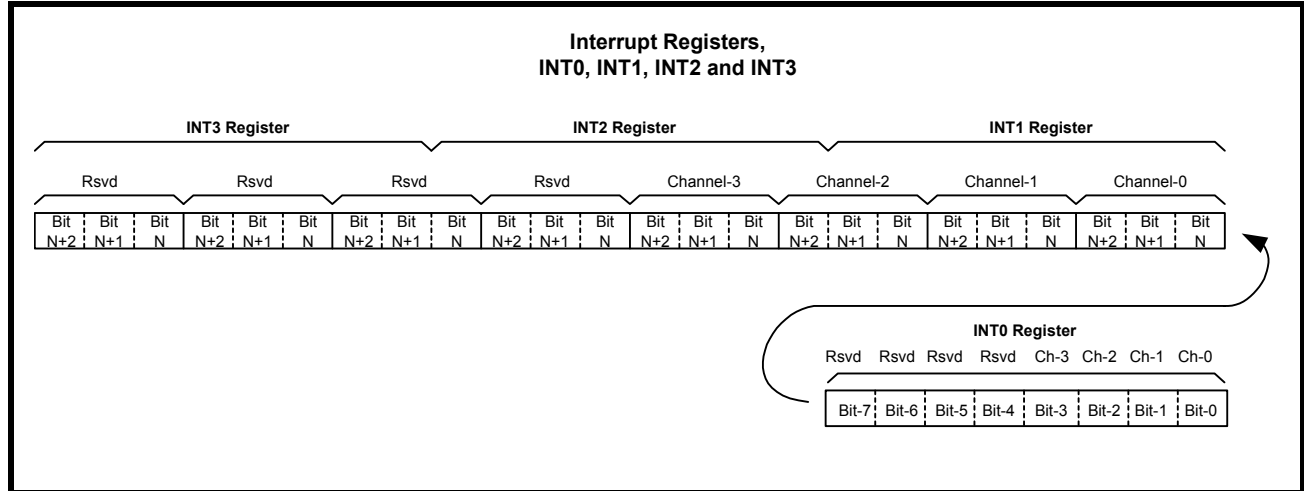 Interrupt Registers,
INT0, INT1, INT2 and INT3
INT3 Register INT2 Register INT1 Register
Rsvd Rsvd Rsvd Rsvd Channel-3 Channel-2 Channel-1 Channel-0
Bit Bit Bit Bit Bit Bit Bit Bit Bit Bit Bit Bit Bit Bit Bit Bit Bit Bit Bit Bit Bit Bit Bit Bit
N+2 N+1 N N+2 N+1 N N+2 N+1 N N+2 N+1 N N+2 N+1 N N+2 N+1 N N+2 N+1 N N+2 N+1 N
INT0 Register
Rsvd Rsvd Rsvd Rsvd Ch-3 Ch-2 Ch-1 Ch-0
Bit-7 Bit-6 Bit-5 Bit-4 Bit-3 Bit-2 Bit-1 Bit-0